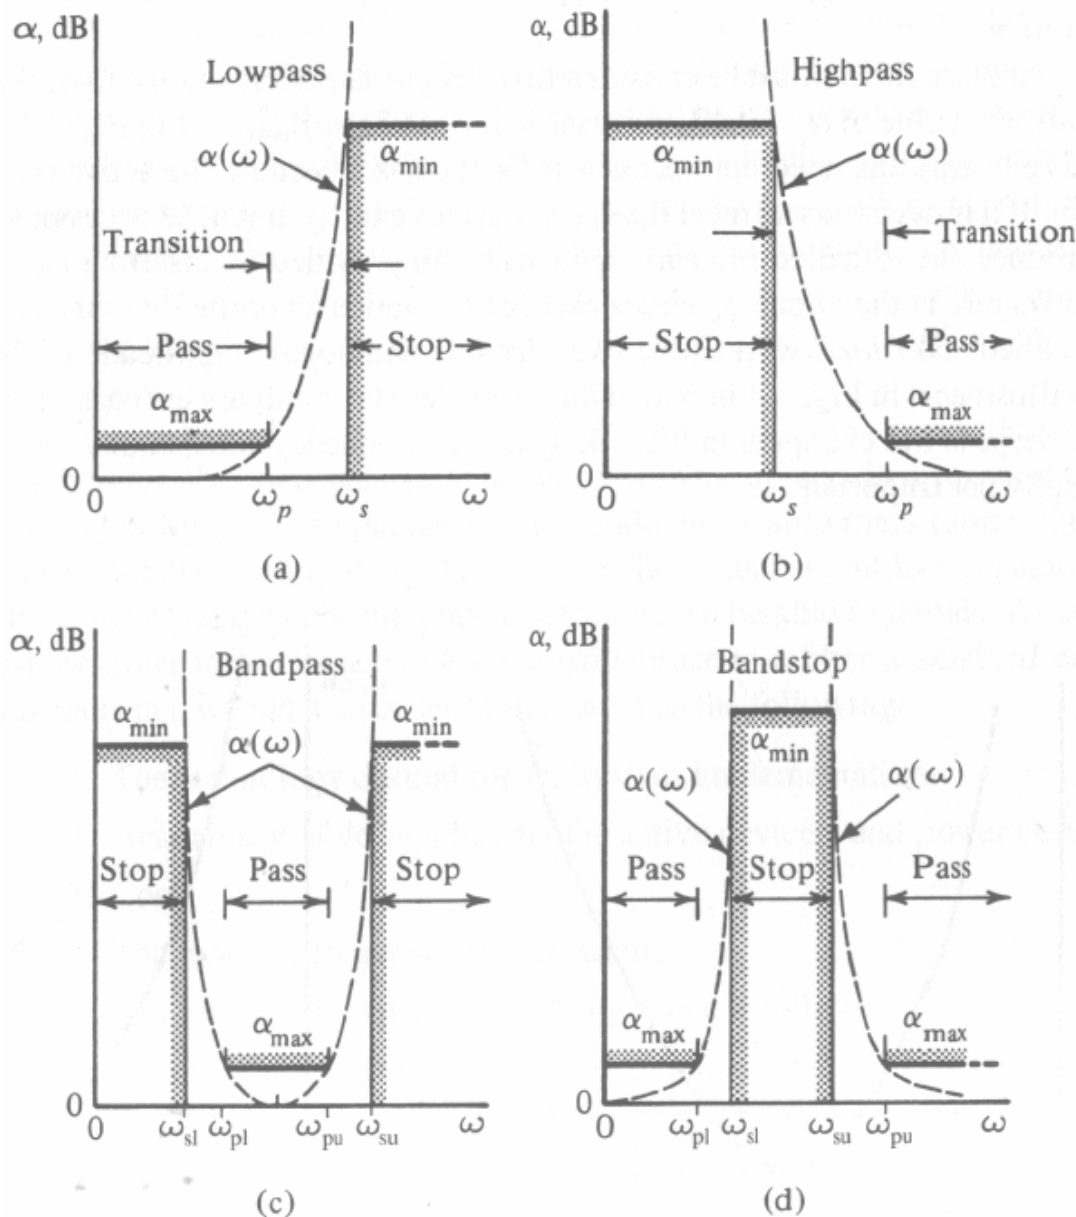 α, dB
Lowpass
α(ω)
α_min
Transition
Pass
Stop
α_max
0
0
ω_p
ω_s
ω
(a)
α, dB
Highpass
α_min
α(ω)
Transition
Stop
Pass
α_max
0
ω_s
ω_p
ω
(b)
α, dB
Bandpass
α_min
α(ω)
α_min
Stop
Pass
Stop
α_max
0
0
ω_sl
ω_pl
ω_pu
ω_su
ω
(c)
α, dB
Bandstop
α_min
α(ω)
α(ω)
Pass
Stop
Pass
α_max
α_max
0
0
ω_pl
ω_sl
ω_su
ω_pu
ω
(d)